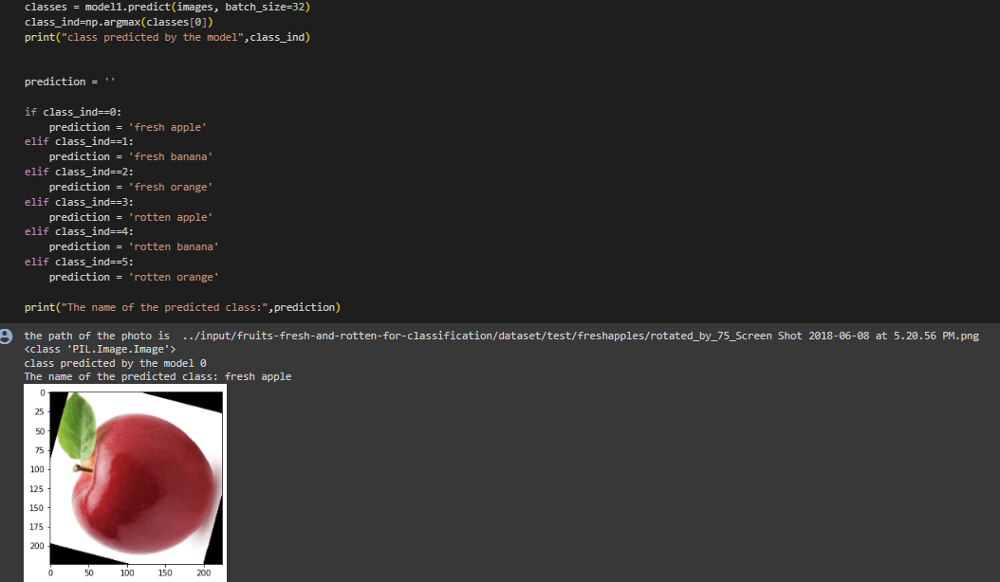 classes = model1.predict(images, batch_size=32)
class_ind=np.argmax(classes[0])
print("class predicted by the model",class_ind)
prediction = ''
if class_ind==0:
    prediction = 'fresh apple'
elif class_ind==1:
    prediction = 'fresh banana'
elif class_ind==2:
    prediction = 'fresh orange'
elif class_ind==3:
    prediction = 'rotten apple'
elif class_ind==4:
    prediction = 'rotten banana'
elif class_ind==5:
    prediction = 'rotten orange'
print("The name of the predicted class:",prediction)
the path of the photo is  ../input/fruits-fresh-and-rotten-for-classification/dataset/test/freshapples/rotated_by_75_Screen Shot 2018-06-08 at 5.20.56 PM.png
<class 'PIL.Image.Image'>
class predicted by the model 0
The name of the predicted class: fresh apple
0
25
50
75
100
125
150
175
200
0 50 100 150 200